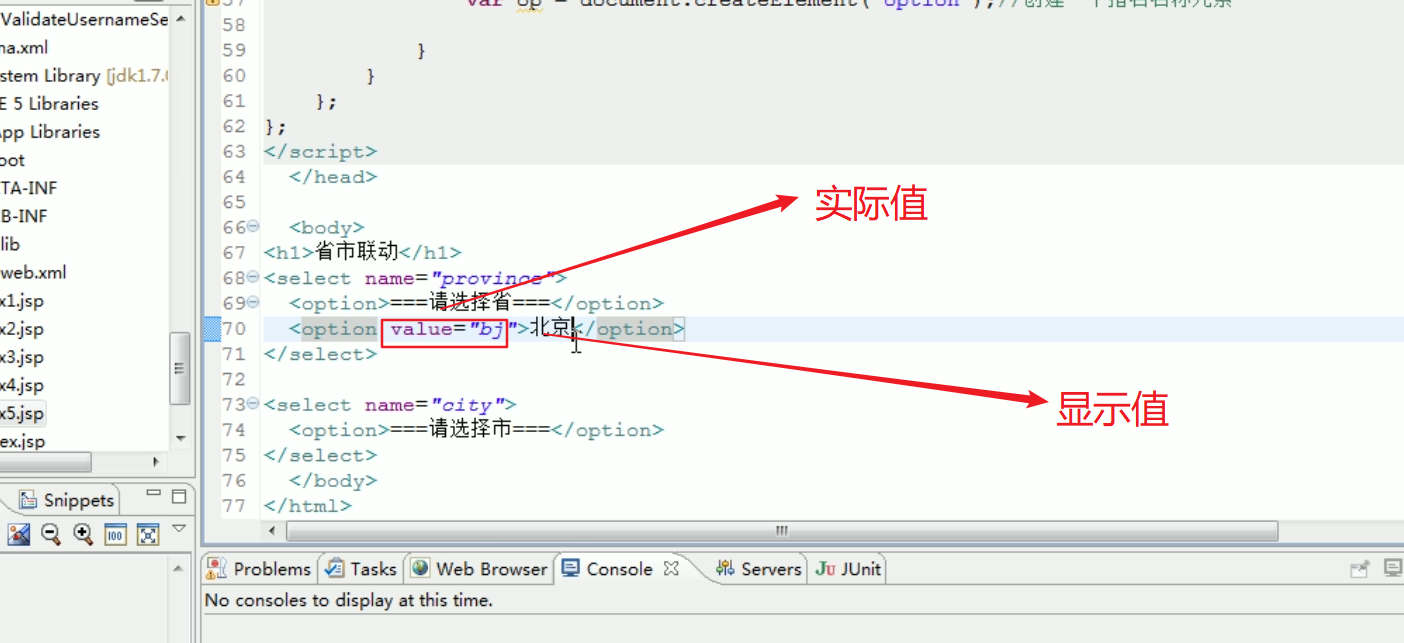 ValidateUsernameSe
na.xml
stem Library [jdk1.7.0
E 5 Libraries
App Libraries
oot
TA-INF
B-INF
lib
web.xml
x1.jsp
x2.jsp
x3.jsp
x4.jsp
x5.jsp
ex.jsp
Snippets
57 var op = document.createElement("option");//创建一个指名名称元素
58
59 }
60 }
61 };
62 };
63 </script>
64 </head>
65
66 <body>
67 <h1>省市联动</h1>
68 <select name="province">
69 <option>===请选择省===</option>
70 <option value="bj">北京</option>
71 </select>
72
73 <select name="city">
74 <option>===请选择市===</option>
75 </select>
76 </body>
77 </html>
实际值
显示值
Problems Tasks Web Browser Console Servers JUnit
No consoles to display at this time.